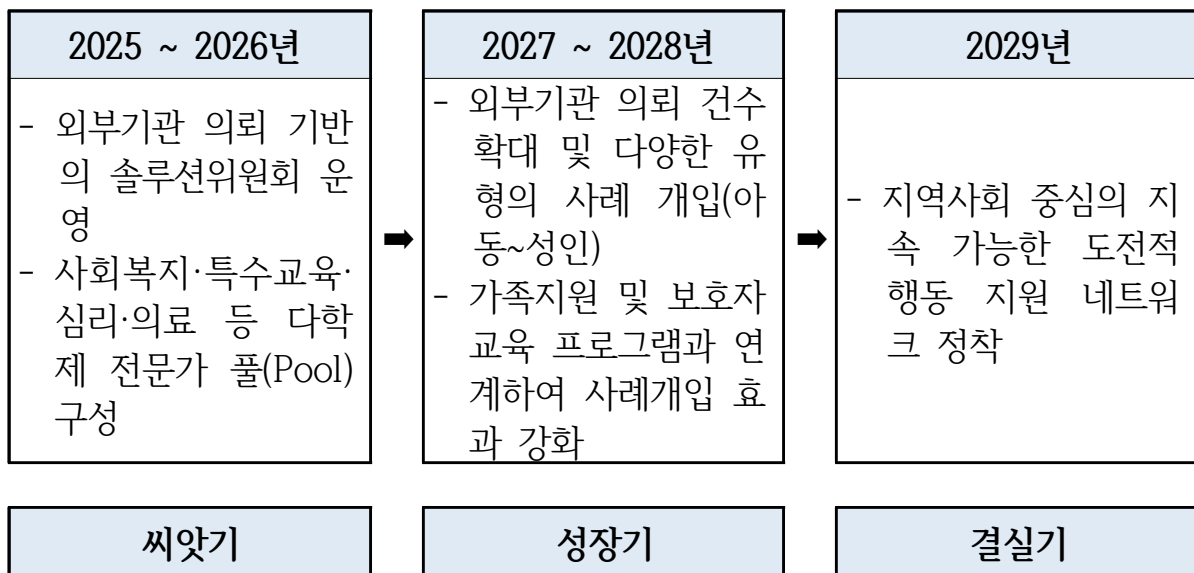 2025 ~ 2026년
- 외부기관 의뢰 기반
의 솔루션위원회 운
영
- 사회복지·특수교육·
심리·의료 등 다학
제 전문가 풀(Pool)
구성
➡
2027 ~ 2028년
- 외부기관 의뢰 건수
확대 및 다양한 유
형의 사례 개입(아
동~성인)
- 가족지원 및 보호자
교육 프로그램과 연
계하여 사례개입 효
과 강화
➡
2029년
- 지역사회 중심의 지
속 가능한 도전적
행동 지원 네트워
크 정착
씨앗기
성장기
결실기